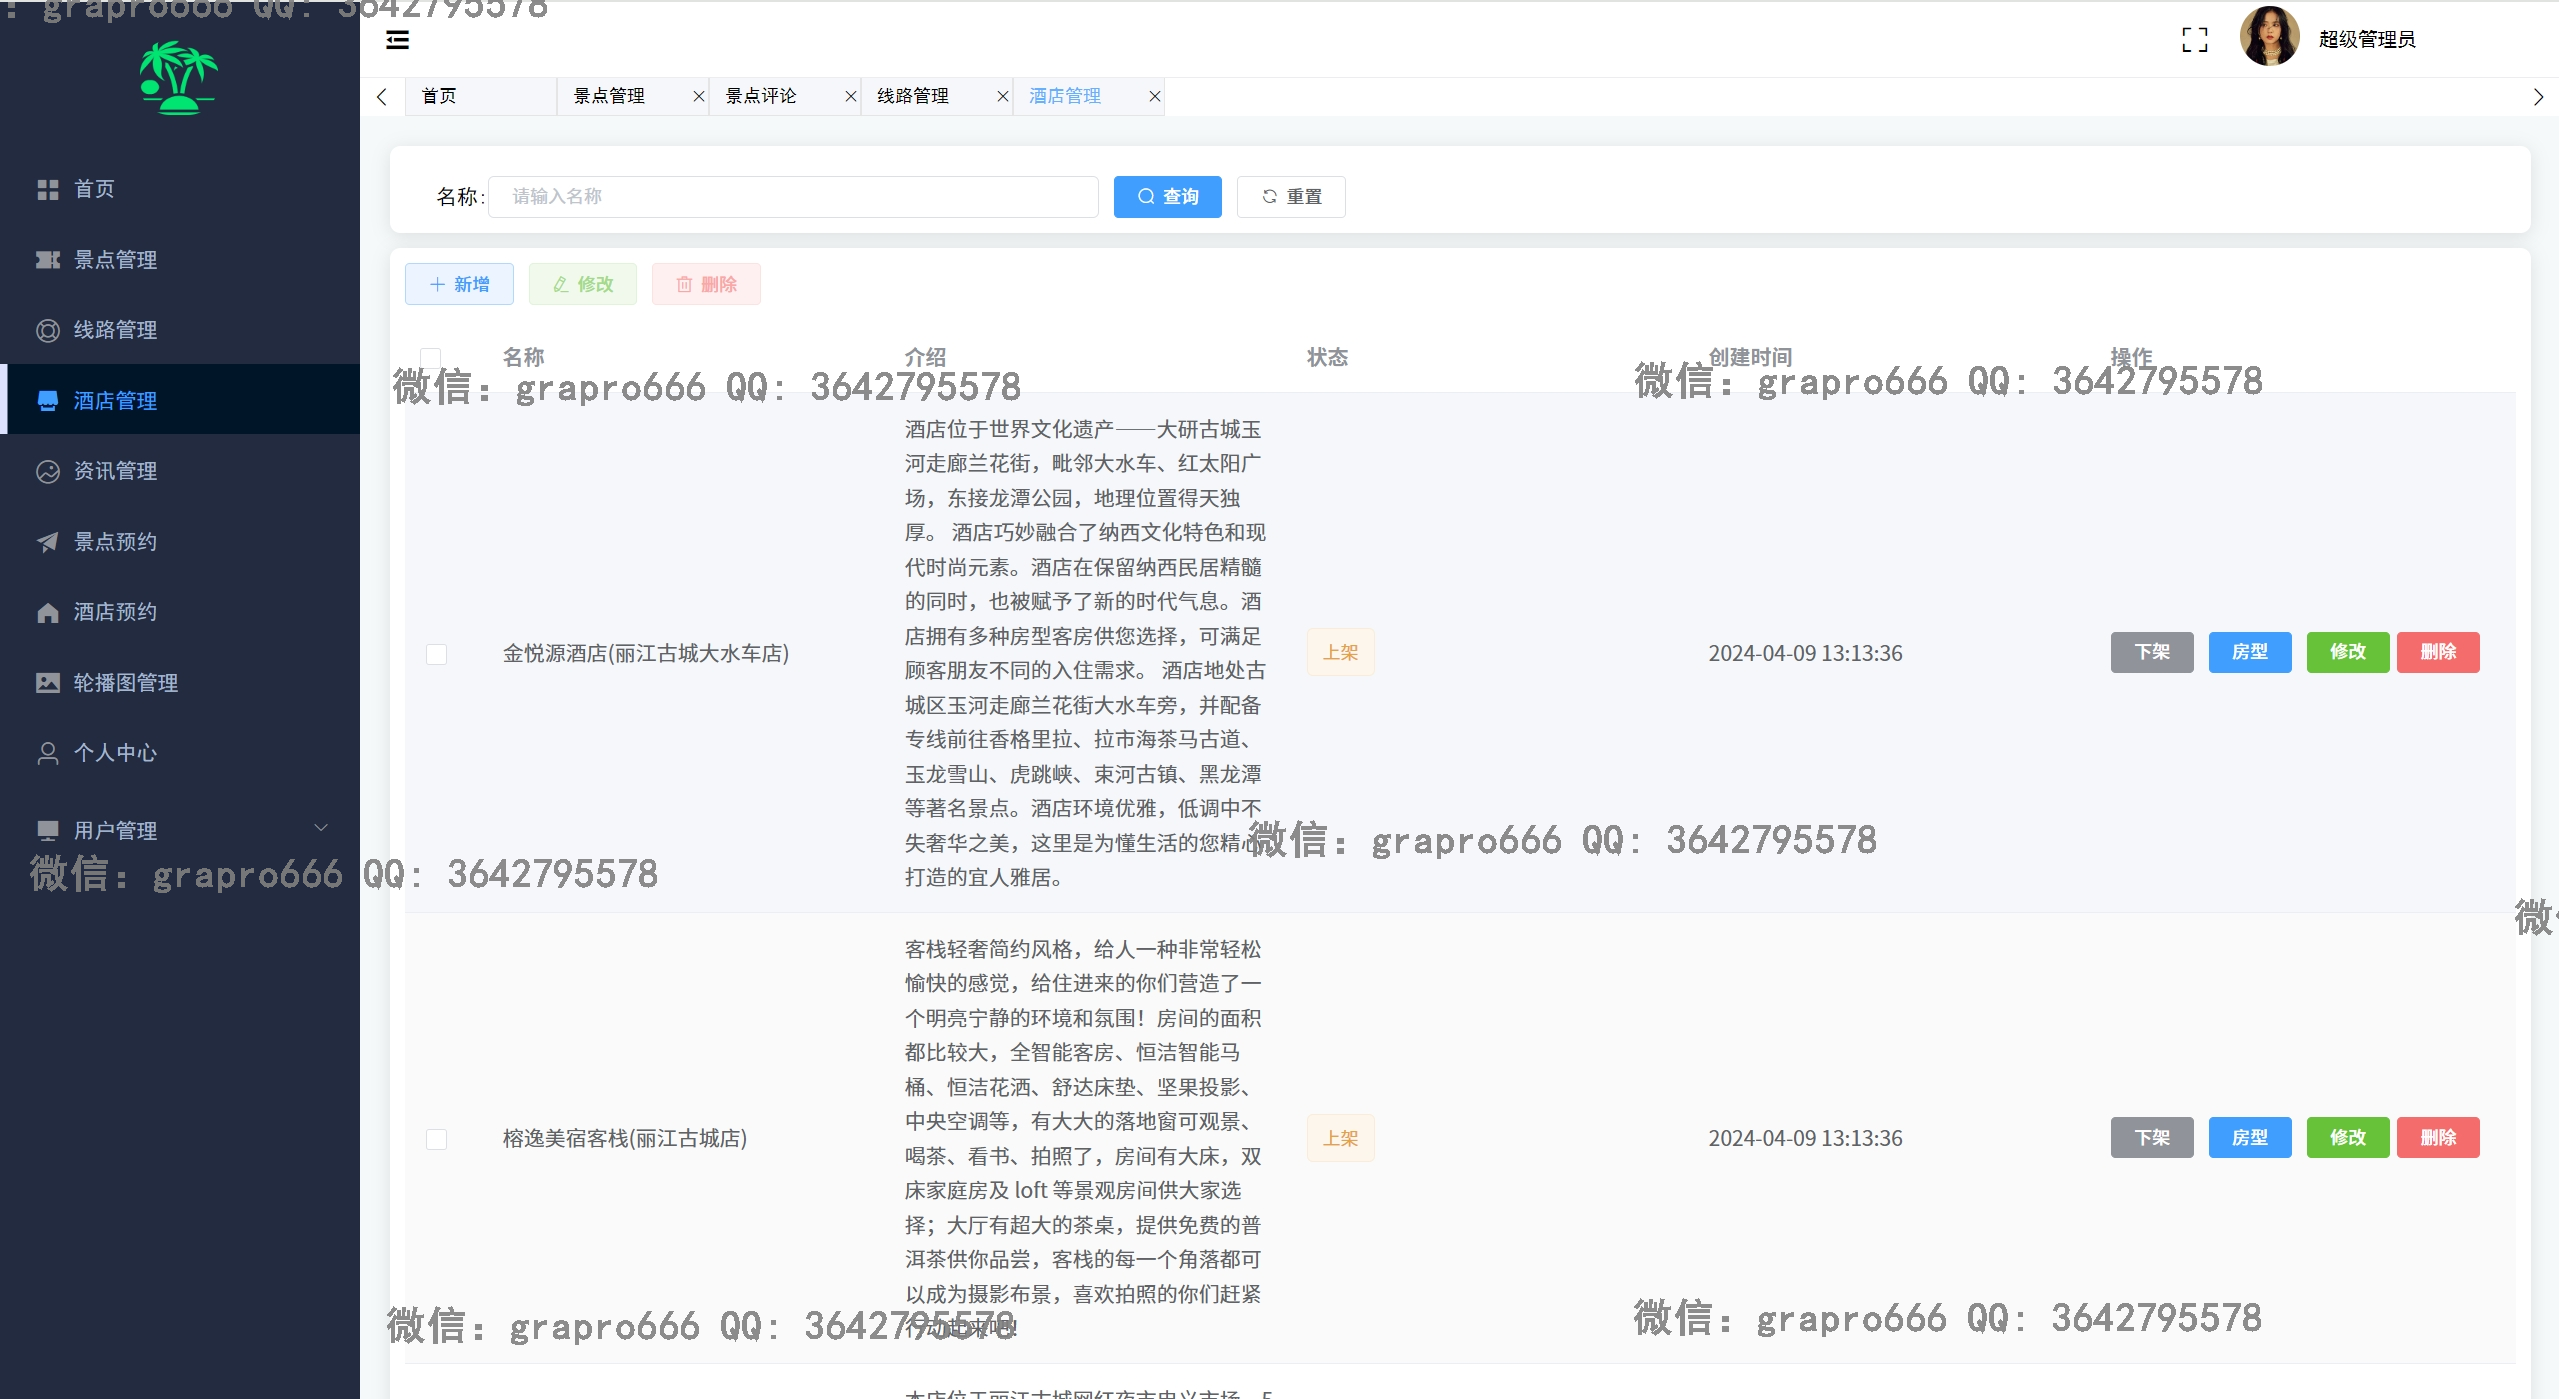 : grapro666 QQ: 3642795578
超级管理员
首页
景点管理
景点评论
线路管理
酒店管理
首页
景点管理
线路管理
酒店管理
资讯管理
景点预约
酒店预约
轮播图管理
个人中心
用户管理
微信: grapro666 QQ: 3642795578
名称:
请输入名称
查询
重置
新增
修改
删除
名称
介绍
状态
创建时间
操作
微信: grapro666 QQ: 3642795578
微信: grapro666 QQ: 3642795578
金悦源酒店(丽江古城大水车店)
酒店位于世界文化遗产——大研古城玉
河走廊兰花街，毗邻大水车、红太阳广
场，东接龙潭公园，地理位置得天独
厚。 酒店巧妙融合了纳西文化特色和现
代时尚元素。酒店在保留纳西民居精髓
的同时，也被赋予了新的时代气息。酒
店拥有多种房型客房供您选择，可满足
顾客朋友不同的入住需求。 酒店地处古
城区玉河走廊兰花街大水车旁，并配备
专线前往香格里拉、拉市海茶马古道、
玉龙雪山、虎跳峡、束河古镇、黑龙潭
等著名景点。酒店环境优雅，低调中不
失奢华之美，这里是为懂生活的您精心
打造的宜人雅居。
上架
2024-04-09 13:13:36
下架
房型
修改
删除
微信: grapro666 QQ: 3642795578
微
榕逸美宿客栈(丽江古城店)
客栈轻奢简约风格，给人一种非常轻松
愉快的感觉，给住进来的你们营造了一
个明亮宁静的环境和氛围！房间的面积
都比较大，全智能客房、恒洁智能马
桶、恒洁花洒、舒达床垫、坚果投影、
中央空调等，有大大的落地窗可观景、
喝茶、看书、拍照了，房间有大床，双
床家庭房及 loft 等景观房间供大家选
择；大厅有超大的茶桌，提供免费的普
洱茶供你品尝，客栈的每一个角落都可
以成为摄影布景，喜欢拍照的你们赶紧
行动起来吧!
上架
2024-04-09 13:13:36
下架
房型
修改
删除
微信: grapro666 QQ: 3642795578
微信: grapro666 QQ: 3642795578